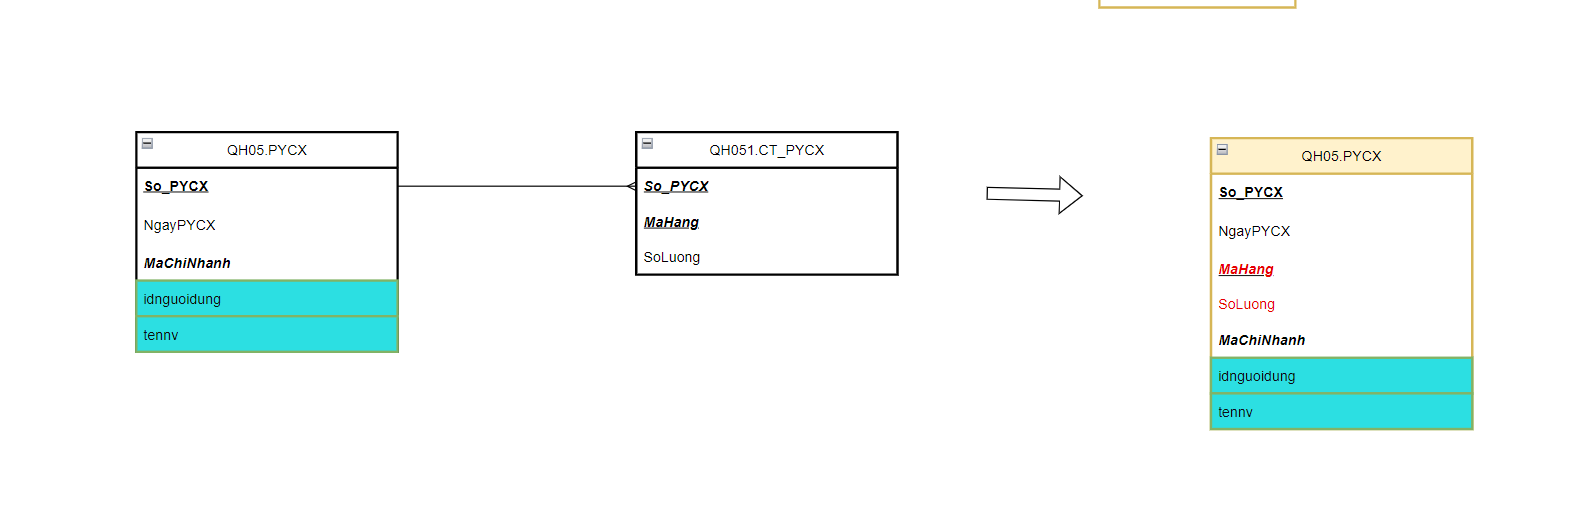 QH05.PYCX
So_PYCX
NgayPYCX
MaChiNhanh
idnguoidung
tennv
QH051.CT_PYCX
So_PYCX
MaHang
SoLuong
QH05.PYCX
So_PYCX
NgayPYCX
MaHang
SoLuong
MaChiNhanh
idnguoidung
tennv